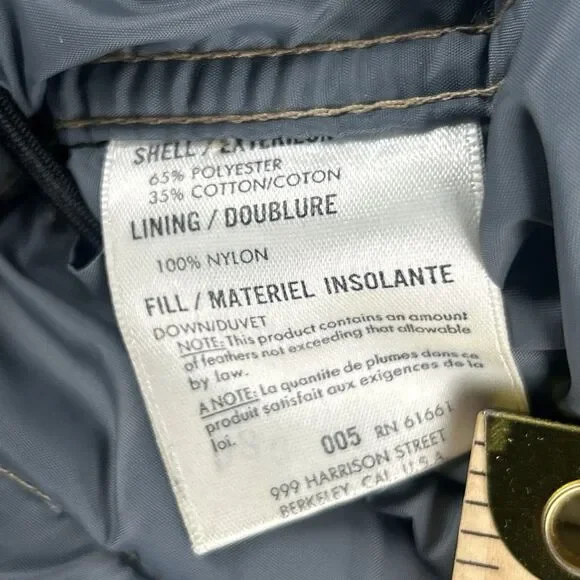 SHELL / EXTERIEUR
65% POLYESTER
35% COTTON/COTON
LINING / DOUBLURE
100% NYLON
FILL / MATERIEL INSOLANTE
DOWN/DUVET
NOTE: This product contains an amount
of feathers not exceeding that allowable
by law.
A NOTE: La quantite de plumes dans ce
produit satisfait aux exigences de la
loi.
005 RN 61661
999 HARRISON STREET
BERKELEY, CAL. U.S.A